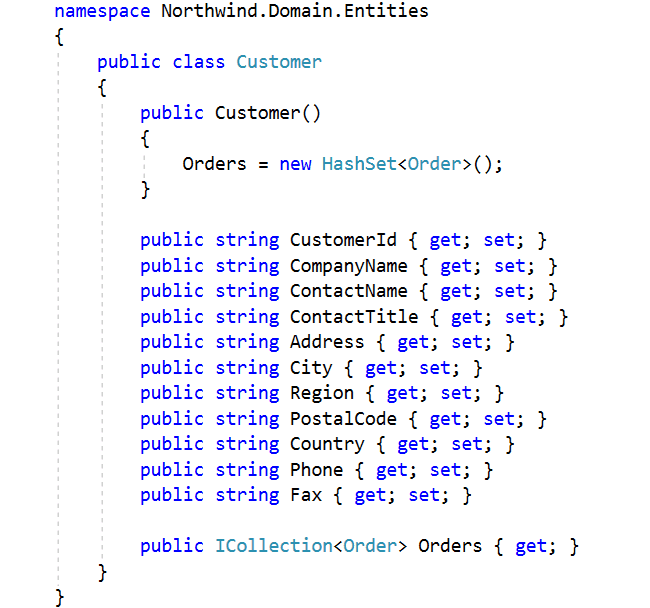 namespace Northwind.Domain.Entities
{
    public class Customer
    {
        public Customer()
        {
            Orders = new HashSet<Order>();
        }

        public string CustomerId { get; set; }
        public string CompanyName { get; set; }
        public string ContactName { get; set; }
        public string ContactTitle { get; set; }
        public string Address { get; set; }
        public string City { get; set; }
        public string Region { get; set; }
        public string PostalCode { get; set; }
        public string Country { get; set; }
        public string Phone { get; set; }
        public string Fax { get; set; }

        public ICollection<Order> Orders { get; }
    }
}